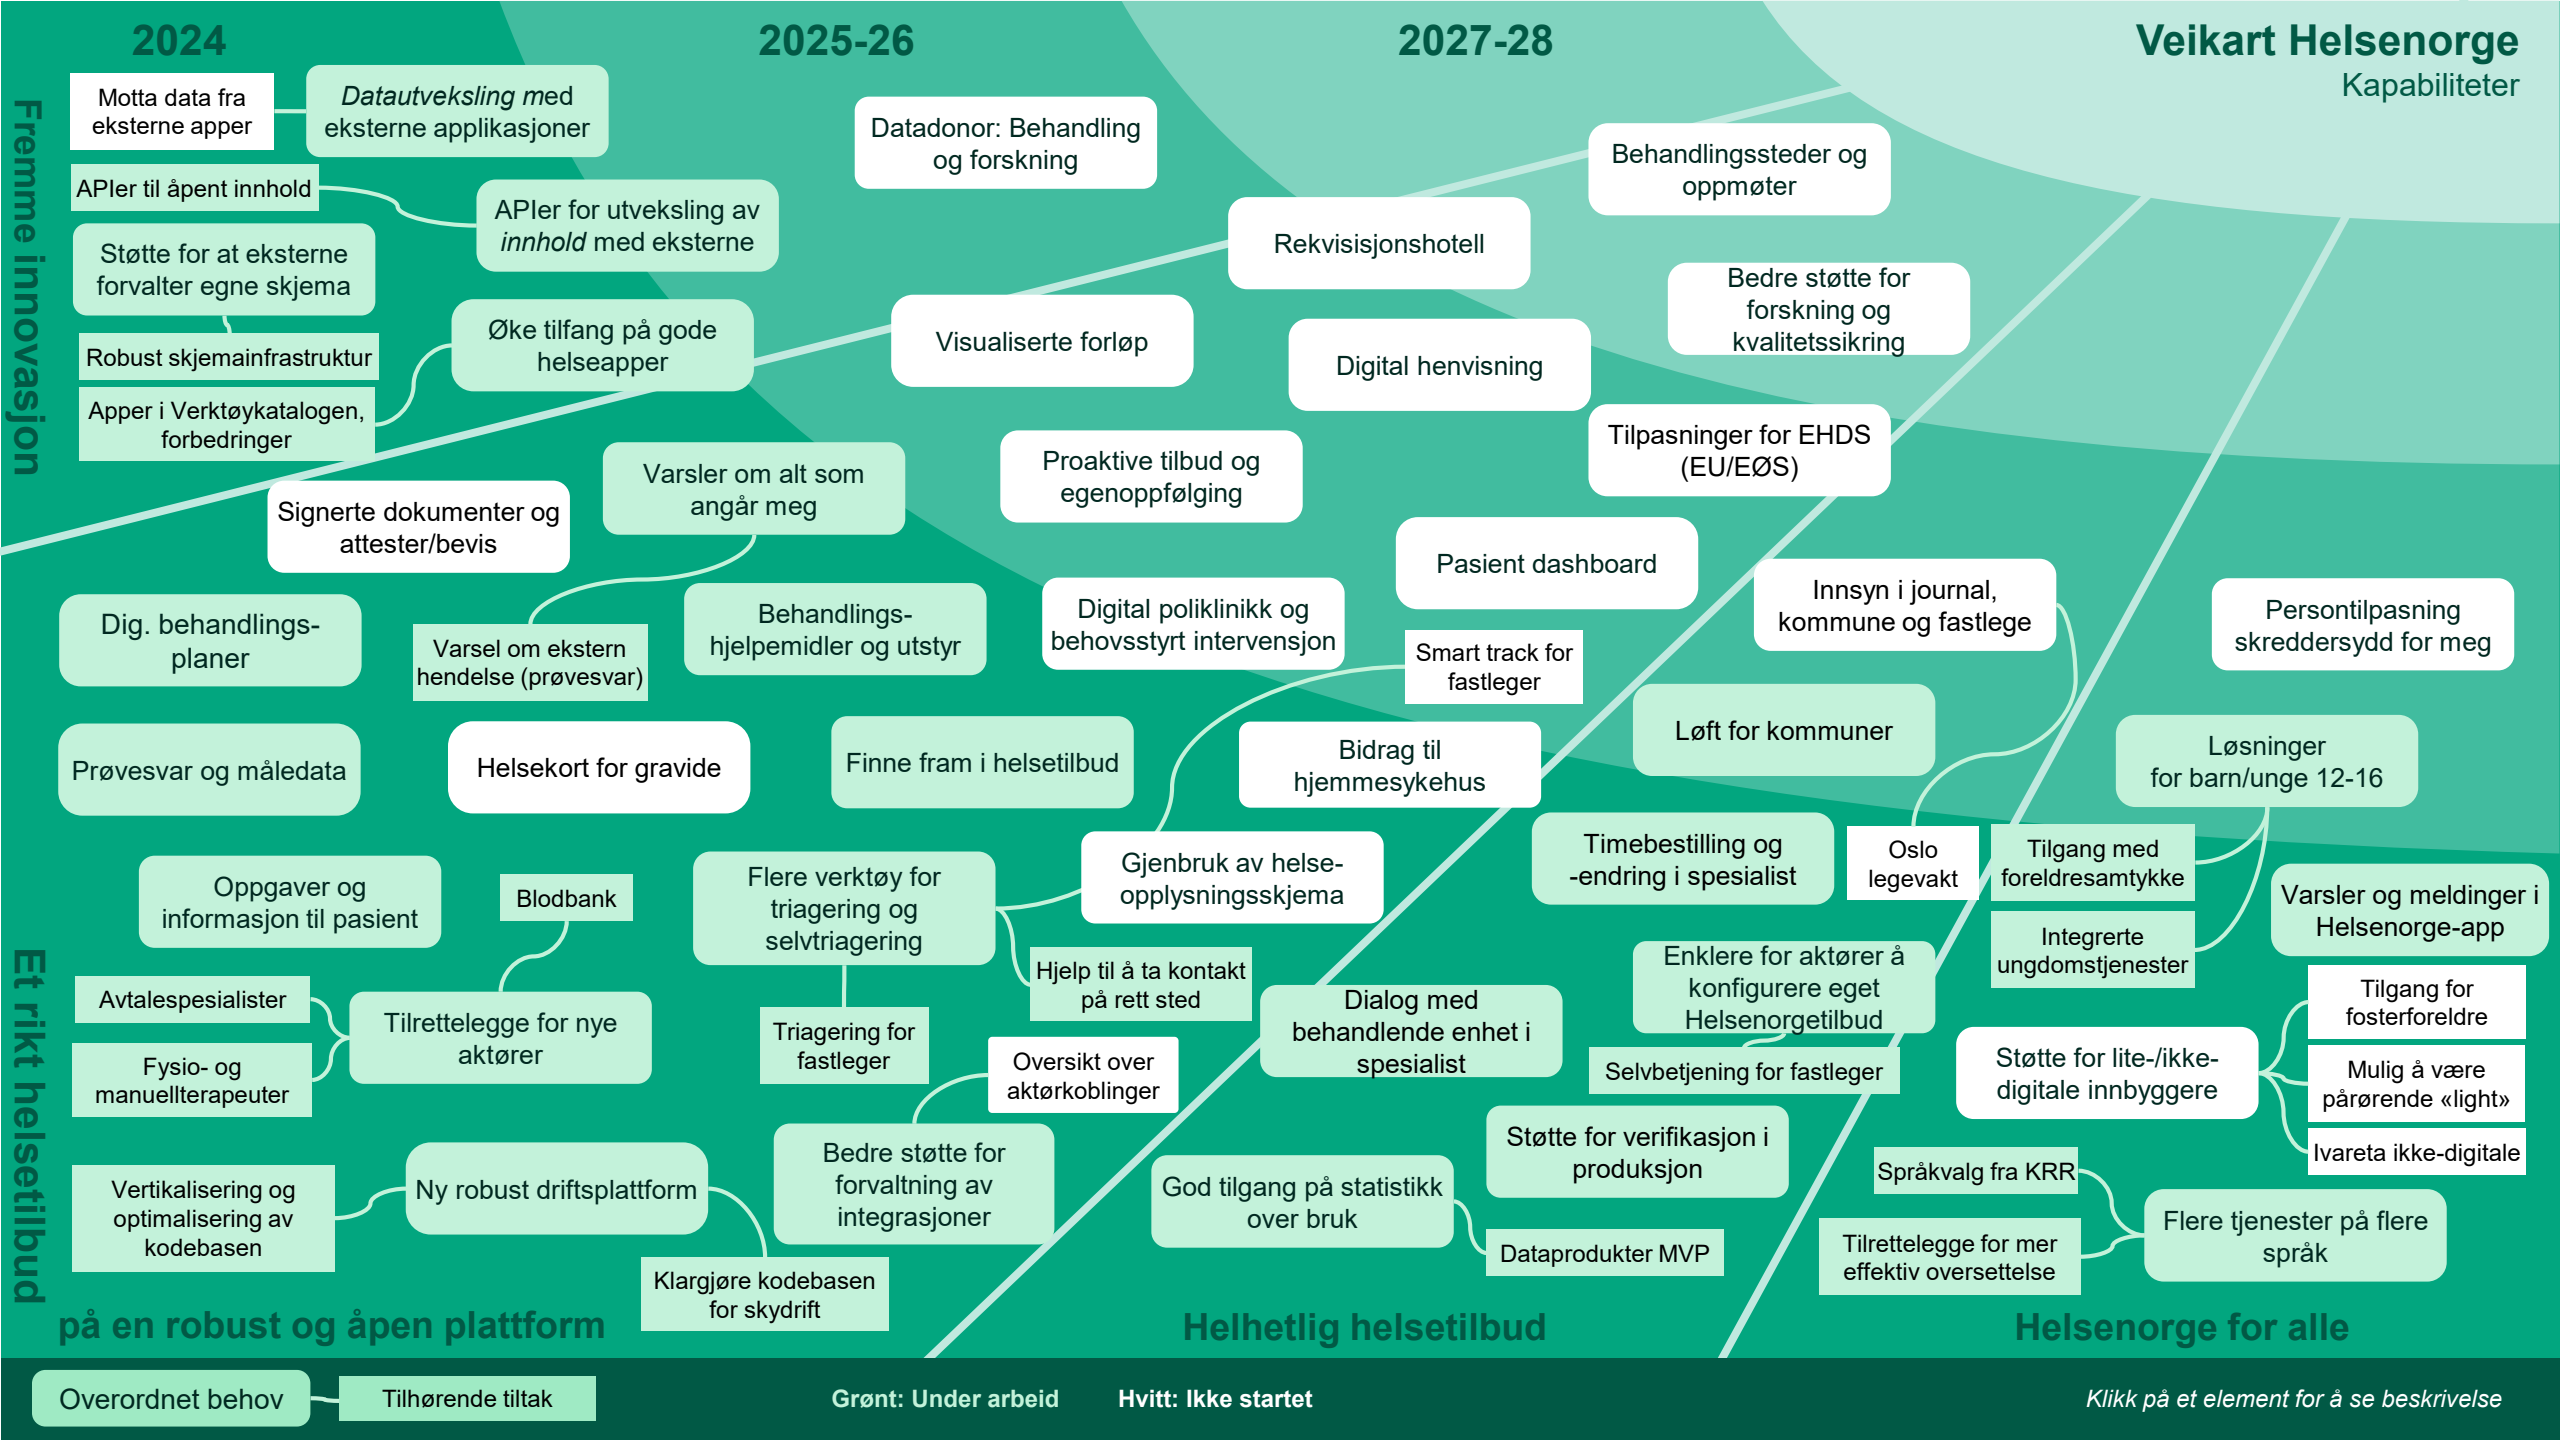 2024
2025-26
2027-28
Veikart Helsenorge
Kapabiliteter
Fremme innovasjon
Motta data fra
eksterne apper
Datautveksling med
eksterne applikasjoner
APIer til åpent innhold
APIer for utveksling av
innhold med eksterne
Støtte for at eksterne
forvalter egne skjema
Robust skjemainfrastruktur
Øke tilfang på gode
helseapper
Apper i Verktøykatalogen,
forbedringer
Datadonor: Behandling
og forskning
Behandlingssteder og
oppmøter
Rekvisisjonshotell
Visualiserte forløp
Digital henvisning
Bedre støtte for
forskning og
kvalitetssikring
Tilpasninger for EHDS
(EU/EØS)
Proaktive tilbud og
egenoppfølging
Varsler om alt som
angår meg
Signerte dokumenter og
attester/bevis
Pasient dashboard
Dig. behandlings-
planer
Varsel om ekstern
hendelse (prøvesvar)
Behandlings-
hjelpemidler og utstyr
Digital poliklinikk og
behovsstyrt intervensjon
Smart track for
fastleger
Innsyn i journal,
kommune og fastlege
Persontilpasning
skreddersydd for meg
Prøvesvar og måledata
Helsekort for gravide
Finne fram i helsetilbud
Bidrag til
hjemmesykehus
Løft for kommuner
Løsninger
for barn/unge 12-16
Et rikt helsetilbud
Oppgaver og
informasjon til pasient
Blodbank
Flere verktøy for
triagering og
selvtriagering
Gjenbruk av helse-
opplysningsskjema
Timebestilling og
-endring i spesialist
Oslo
legevakt
Tilgang med
foreldresamtykke
Varsler og meldinger i
Helsenorge-app
Integrerte
ungdomstjenester
Avtalespesialister
Fysio- og
manuellterapeuter
Tilrettelegge for nye
aktører
Triagering for
fastleger
Hjelp til å ta kontakt
på rett sted
Oversikt over
aktørkoblinger
Dialog med
behandlende enhet i
spesialist
Enklere for aktører å
konfigurere eget
Helsenorgetilbud
Selvbetjening for fastleger
Støtte for lite-/ikke-
digitale innbyggere
Tilgang for
fosterforeldre
Mulig å være
pårørende «light»
Ivareta ikke-digitale
Vertikalisering og
optimalisering av
kodebasen
Ny robust driftsplattform
Klargjøre kodebasen
for skydrift
Bedre støtte for
forvaltning av
integrasjoner
God tilgang på statistikk
over bruk
Støtte for verifikasjon i
produksjon
Dataprodukter MVP
Språkvalg fra KRR
Tilrettelegge for mer
effektiv oversettelse
Flere tjenester på flere
språk
på en robust og åpen plattform
Helhetlig helsetilbud
Helsenorge for alle
Overordnet behov
Tilhørende tiltak
Grønt: Under arbeid
Hvitt: Ikke startet
Klikk på et element for å se beskrivelse